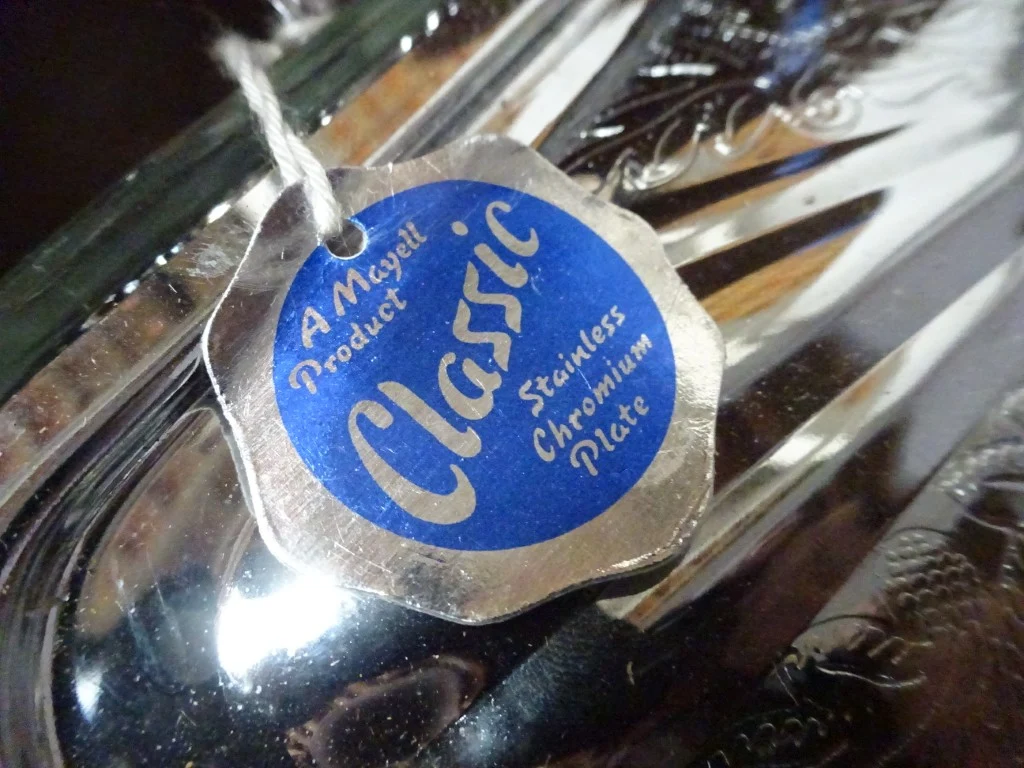 A Mayell
Product
Classic
Stainless
Chromium
Plate